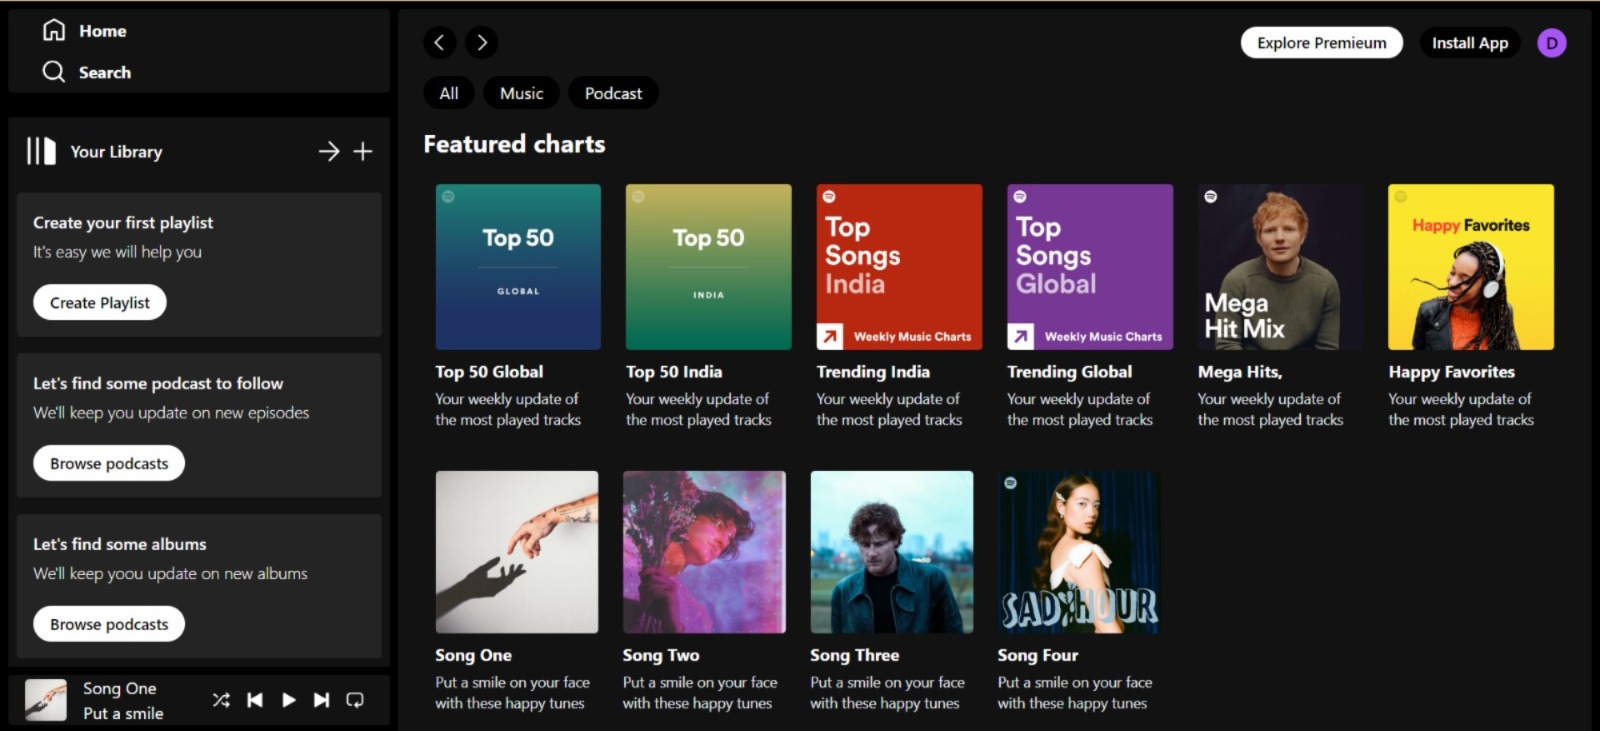 Home
Search
Your Library
Create your first playlist
It's easy we will help you
Create Playlist
Let's find some podcast to follow
We'll keep you update on new episodes
Browse podcasts
Let's find some albums
We'll keep yoou update on new albums
Browse podcasts
Song One
Put a smile
Explore Premieum
Install App
D
All
Music
Podcast
Featured charts
Top 50
GLOBAL
Top 50 Global
Your weekly update of
the most played tracks
Top 50
INDIA
Top 50 India
Your weekly update of
the most played tracks
Top
Songs
India
Weekly Music Charts
Trending India
Your weekly update of
the most played tracks
Top
Songs
Global
Weekly Music Charts
Trending Global
Your weekly update of
the most played tracks
Mega
Hit Mix
Mega Hits,
Your weekly update of
the most played tracks
Happy Favorites
Happy Favorites
Your weekly update of
the most played tracks
Song One
Put a smile on your face
with these happy tunes
Song Two
Put a smile on your face
with these happy tunes
Song Three
Put a smile on your face
with these happy tunes
SAD HOUR
Song Four
Put a smile on your face
with these happy tunes